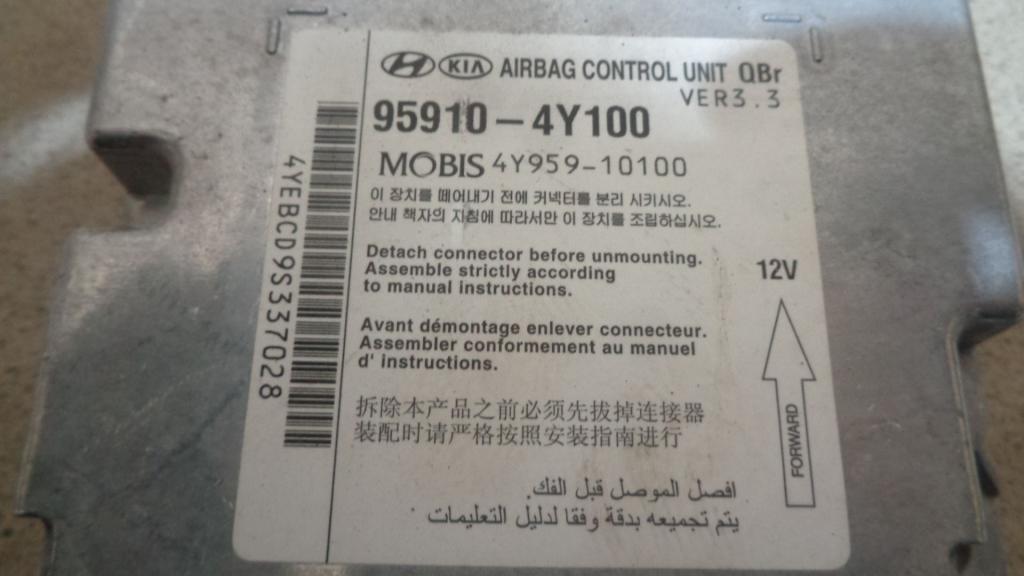 HYUNDAI KIA AIRBAG CONTROL UNIT QBr
VER3.3
95910-4Y100
MOBIS 4Y959-10100
이 장치를 떼어내기 전에 커넥터를 분리 시키시오.
안내 책자의 지침에 따라서만 이 장치를 조립하십시오.
Detach connector before unmounting.
Assemble strictly according
to manual instructions.
12V
Avant démontage enlever connecteur.
Assembler conformement au manuel
d' instructions.
FORWARD
拆除本产品之前必须先拔掉连接器
装配时请严格按照安装指南进行
افصل الموصل قبل الفك.
يتم تجميعه بدقة وفقا لدليل التعليمات
4YEBCD9S337028